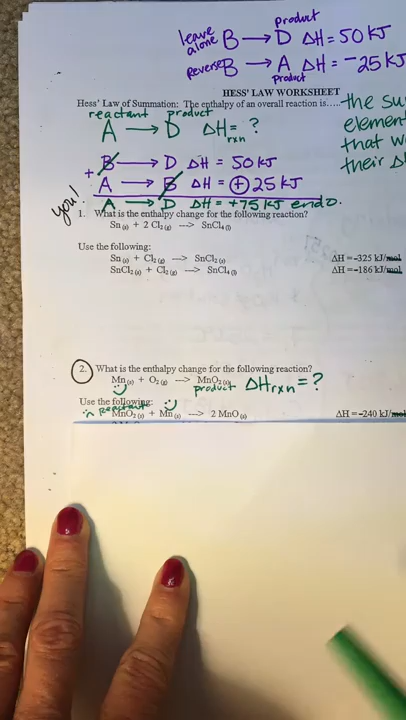 leave alone B → D ΔH = 50 KJ
product
reverse B → A ΔH = -25 KJ
product
HESS' LAW WORKSHEET
Hess' Law of Summation: The enthalpy of an overall reaction is.....the su
element
that w
their Δ
reactant product
A → D ΔHrxn = ?
B → D ΔH = 50 KJ
+ A → B ΔH = + 25 KJ
you! A → D ΔH = +75 KJ endo.
1. What is the enthalpy change for the following reaction?
Sn (s) + 2 Cl2 (g) ---> SnCl4 (l)
Use the following:
Sn (s) + Cl2 (g) ---> SnCl2 (s) ΔH = -325 kJ/mol
SnCl2 (s) + Cl2 (g) ---> SnCl4 (l) ΔH = -186 kJ/mol
2. What is the enthalpy change for the following reaction?
Mn (s) + O2 (g) ---> MnO2 (s) ΔHrxn = ?
product
Use the following:
reactants
MnO2 (s) + Mn (s) ---> 2 MnO (s) ΔH = -240 kJ/mol